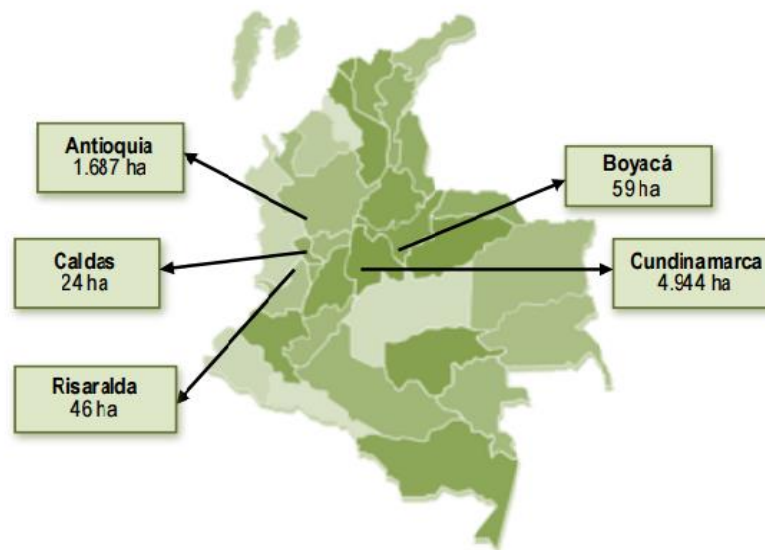 Antioquia
1.687 ha
Boyacá
59 ha
Caldas
24 ha
Cundinamarca
4.944 ha
Risaralda
46 ha